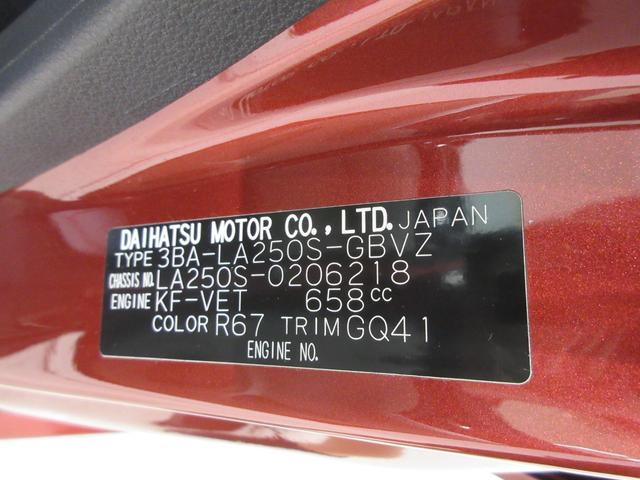 DAIHATSU MOTOR CO.,LTD. JAPAN
TYPE 3BA-LA250S-GBVZ
CHASSIS NO. LA250S-0206218
ENGINE KF-VET 658cc
COLOR R67 TRIM GQ41
ENGINE NO.